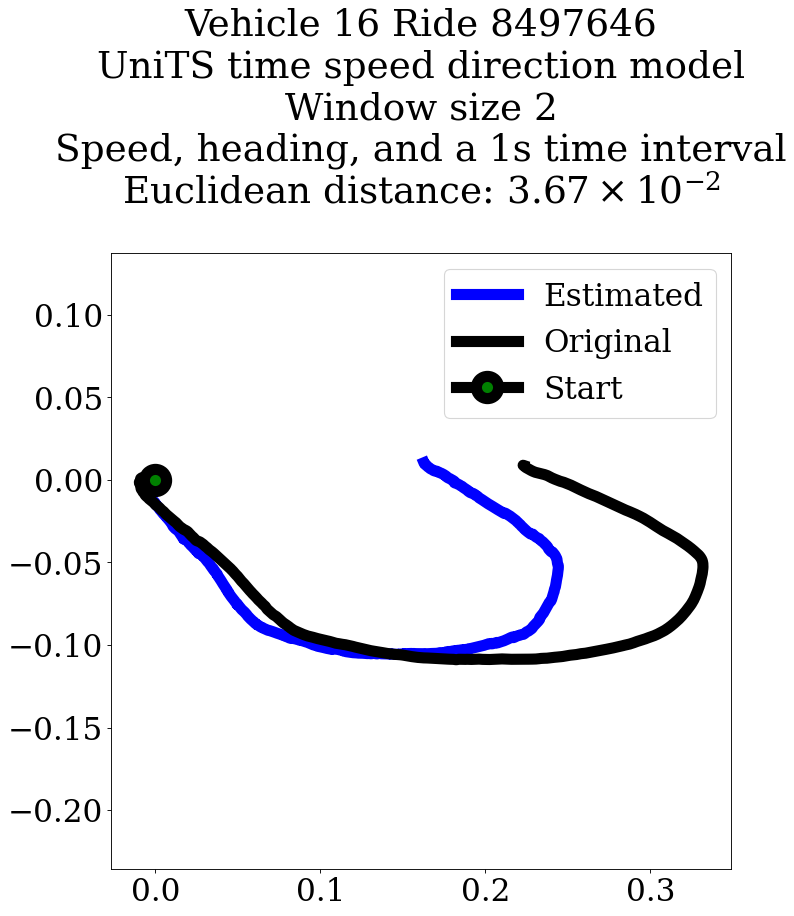 Vehicle 16 Ride 8497646
UniTS time speed direction model
Window size 2
Speed, heading, and a 1s time interval
Euclidean distance: 3.67 × 10⁻²
Estimated
Original
Start
0.10
0.05
0.00
−0.05
−0.10
−0.15
−0.20
0.0 0.1 0.2 0.3